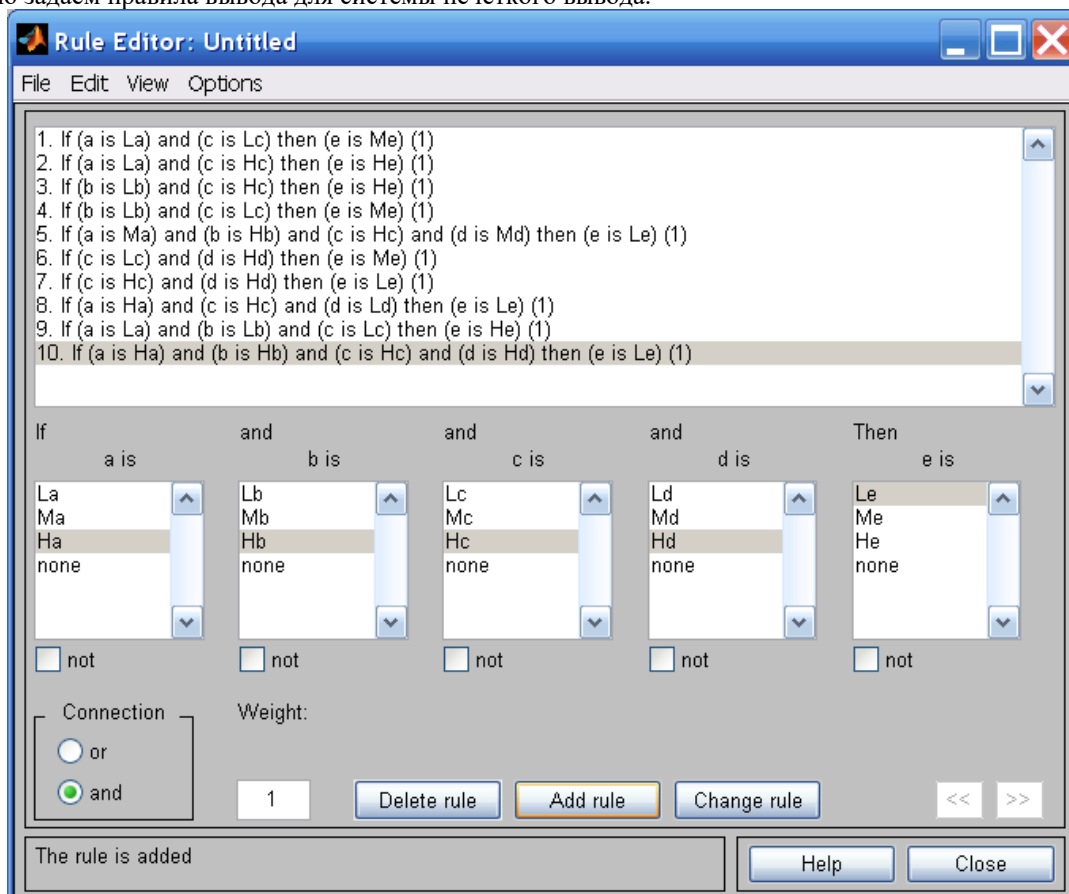 задаем правила вывода для системы нечеткого вывода.
Rule Editor: Untitled
File Edit View Options
1. If (a is La) and (c is Lc) then (e is Me) (1)
2. If (a is La) and (c is Hc) then (e is He) (1)
3. If (b is Lb) and (c is Hc) then (e is He) (1)
4. If (b is Lb) and (c is Lc) then (e is Me) (1)
5. If (a is Ma) and (b is Hb) and (c is Hc) and (d is Md) then (e is Le) (1)
6. If (c is Lc) and (d is Hd) then (e is Me) (1)
7. If (c is Hc) and (d is Hd) then (e is Le) (1)
8. If (a is Ha) and (c is Hc) and (d is Ld) then (e is Le) (1)
9. If (a is La) and (b is Lb) and (c is Lc) then (e is He) (1)
10. If (a is Ha) and (b is Hb) and (c is Hc) and (d is Hd) then (e is Le) (1)
If and and and Then
a is b is c is d is e is
La Lb Lc Ld Le
Ma Mb Mc Md Me
Ha Hb Hc Hd He
none none none none none
not not not not not
Connection Weight:
or
and 1 Delete rule Add rule Change rule << >>
The rule is added Help Close